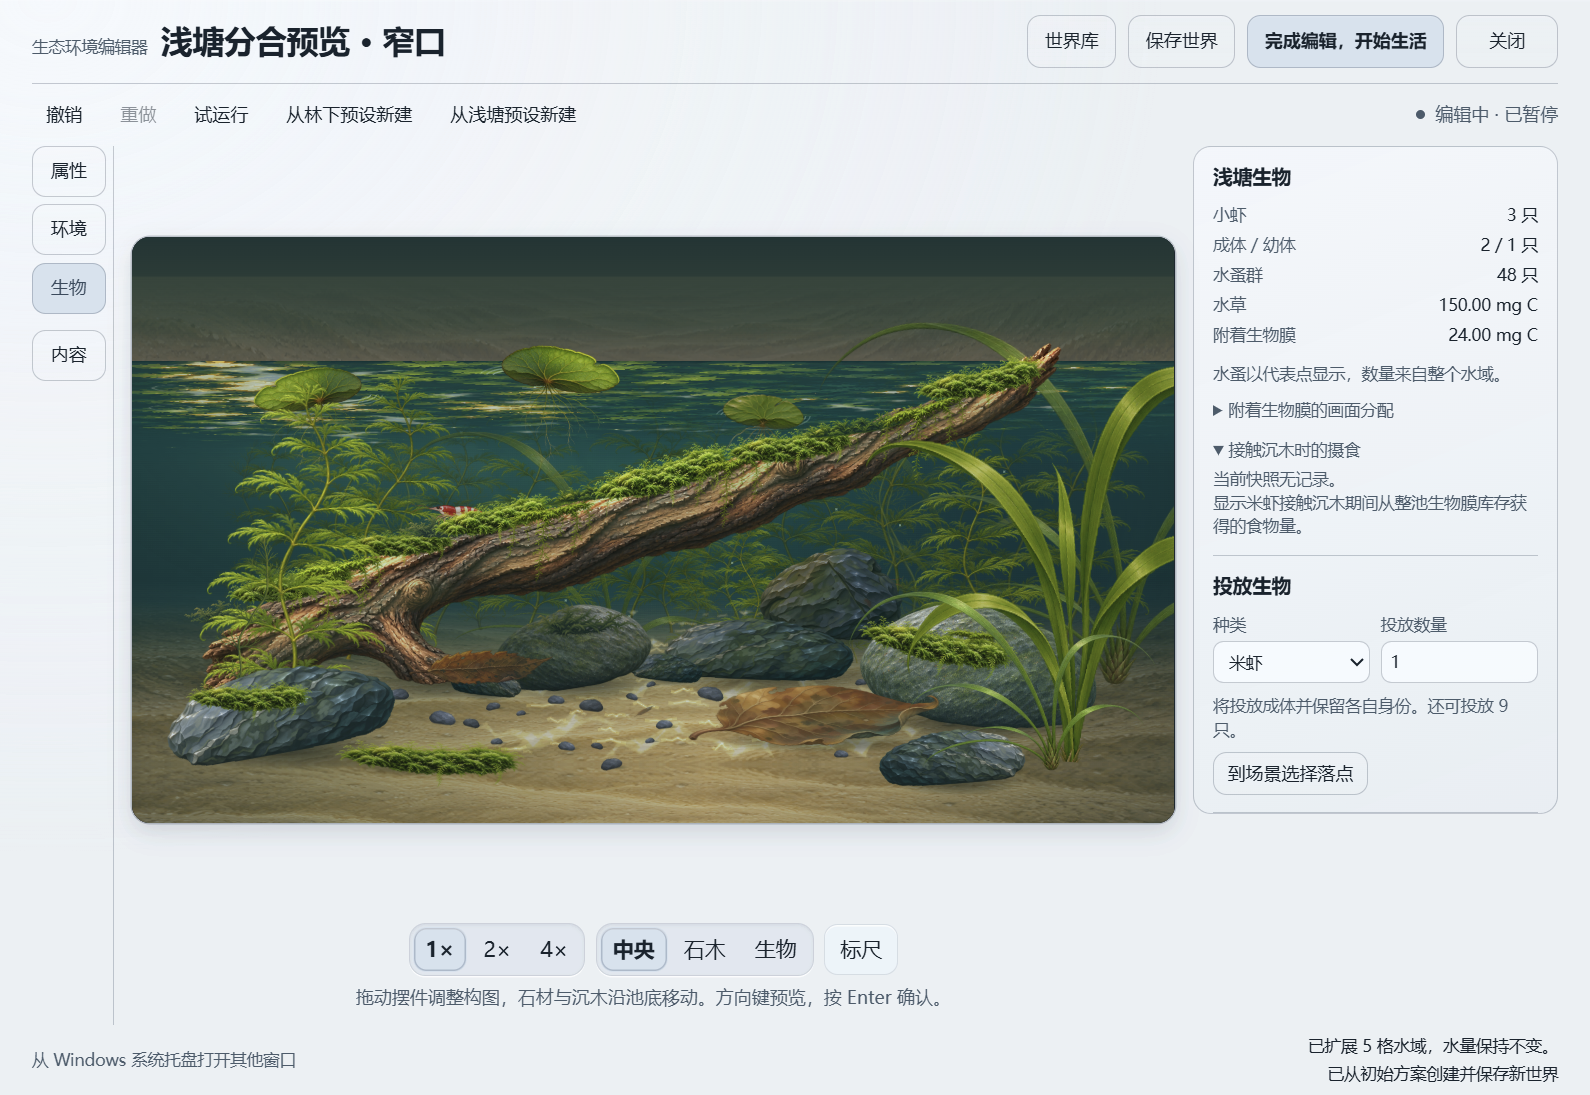 生态环境编辑器 浅塘分合预览 • 窄口
世界库 保存世界 完成编辑，开始生活 关闭
撤销 重做 试运行 从林下预设新建 从浅塘预设新建
● 编辑中 · 已暂停
属性
环境
生物
内容
浅塘生物
小虾 3 只
成体 / 幼体 2 / 1 只
水蚤群 48 只
水草 150.00 mg C
附着生物膜 24.00 mg C
水蚤以代表点显示，数量来自整个水域。
▶ 附着生物膜的画面分配
▼ 接触沉木时的摄食
当前快照无记录。
显示米虾接触沉木期间从整池生物膜库存获
得的食物量。
投放生物
种类 投放数量
米虾 1
将投放成体并保留各自身份。还可投放 9
只。
到场景选择落点
1× 2× 4× 中央 石木 生物 标尺
拖动摆件调整构图，石材与沉木沿池底移动。方向键预览，按 Enter 确认。
从 Windows 系统托盘打开其他窗口
已扩展 5 格水域，水量保持不变。
已从初始方案创建并保存新世界